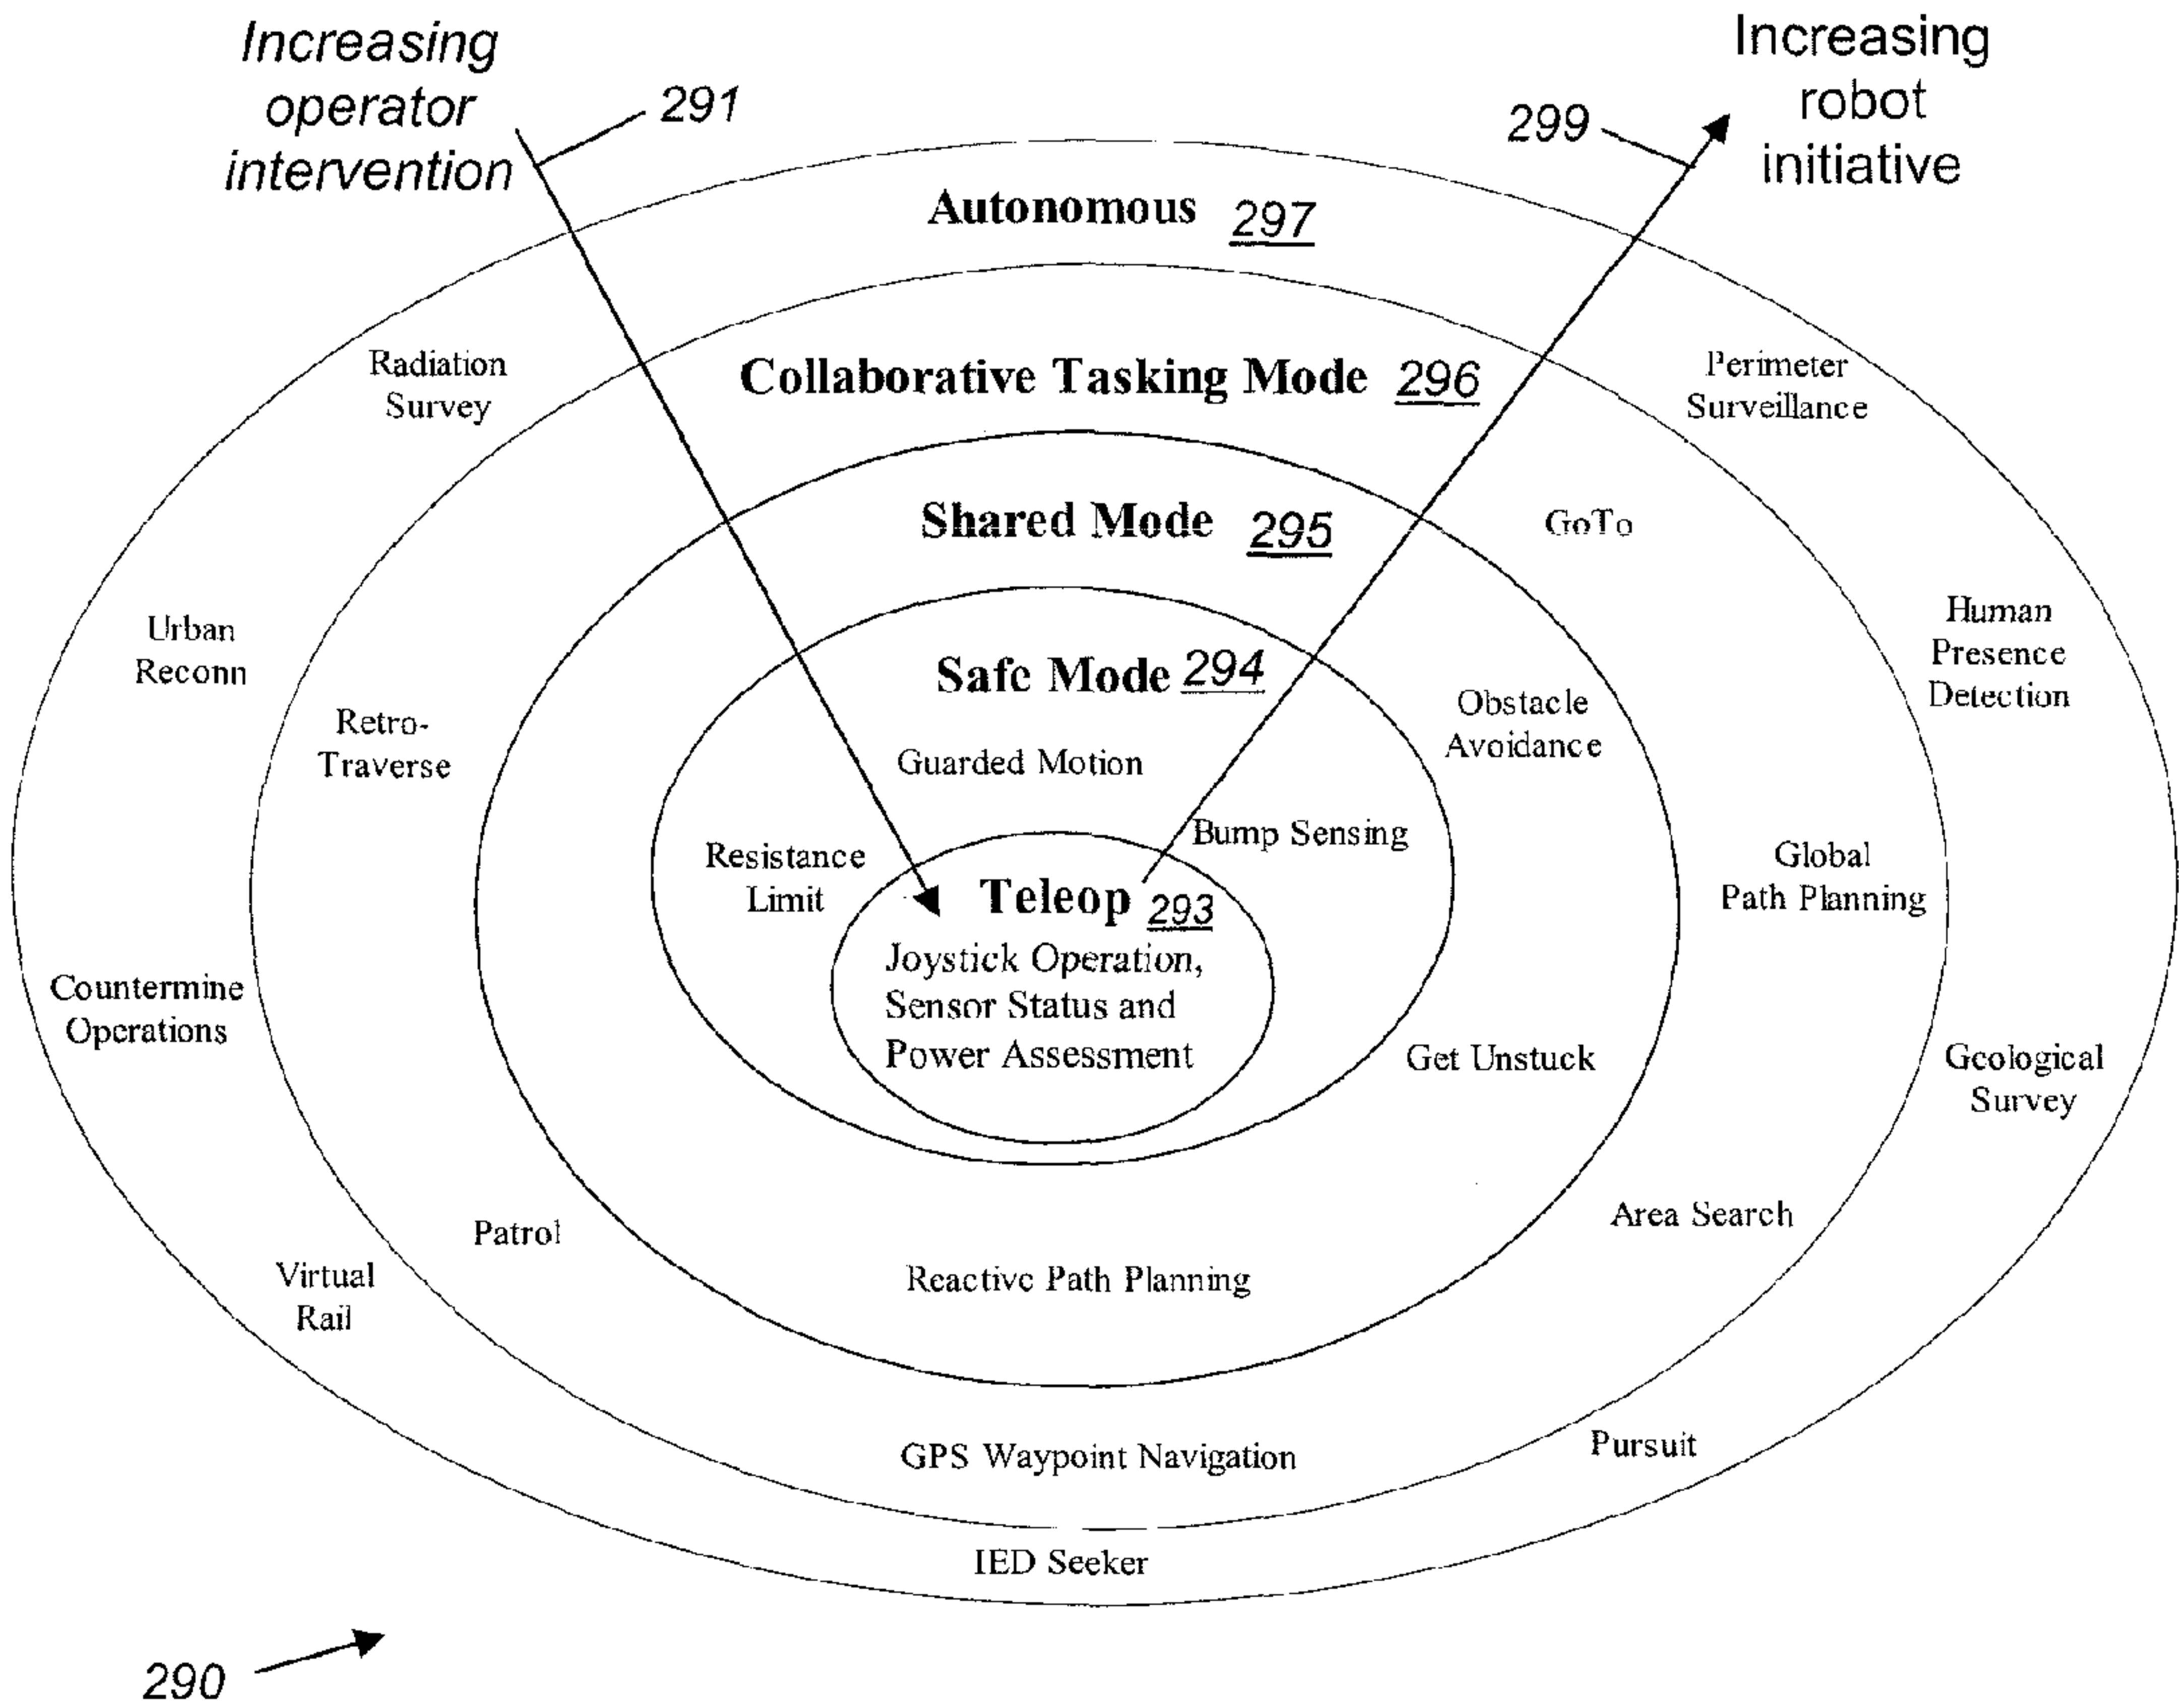 Increasing
operator
intervention
291
Increasing
robot
initiative
299
Autonomous 297
Radiation
Survey
Collaborative Tasking Mode 296
Perimeter
Surveillance
Shared Mode 295
GoTo
Urban
Reconn
Human
Presence
Detection
Safe Mode 294
Retro-
Traverse
Obstacle
Avoidance
Guarded Motion
Resistance
Limit
Bump Sensing
Global
Path Planning
Teleop 293
Joystick Operation,
Sensor Status and
Power Assessment
Countermine
Operations
Get Unstuck
Geological
Survey
Patrol
Area Search
Virtual
Rail
Reactive Path Planning
GPS Waypoint Navigation
Pursuit
IED Seeker
290